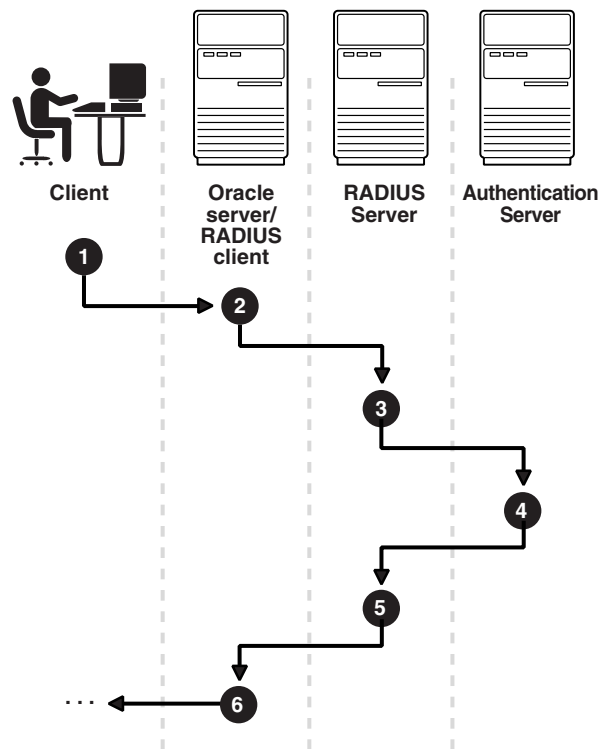 Client
Oracle
server/
RADIUS
client
RADIUS
Server
Authentication
Server
1
2
3
4
5
6
. . .